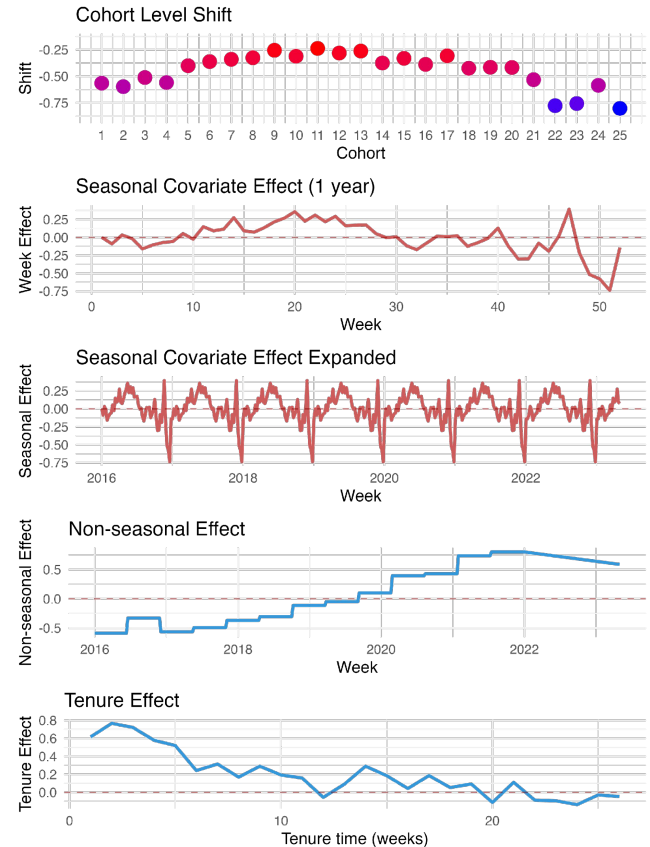 Cohort Level Shift
Shift
-0.25
-0.50
-0.75
1 2 3 4 5 6 7 8 9 10 11 12 13 14 15 16 17 18 19 20 21 22 23 24 25
Cohort
Seasonal Covariate Effect (1 year)
Week Effect
0.25
0.00
-0.25
-0.50
-0.75
0 10 20 30 40 50
Week
Seasonal Covariate Effect Expanded
Seasonal Effect
0.25
0.00
-0.25
-0.50
-0.75
2016 2018 2020 2022
Week
Non-seasonal Effect
Non-seasonal Effect
0.5
0.0
-0.5
2016 2018 2020 2022
Week
Tenure Effect
Tenure Effect
0.8
0.6
0.4
0.2
0.0
0 10 20
Tenure time (weeks)